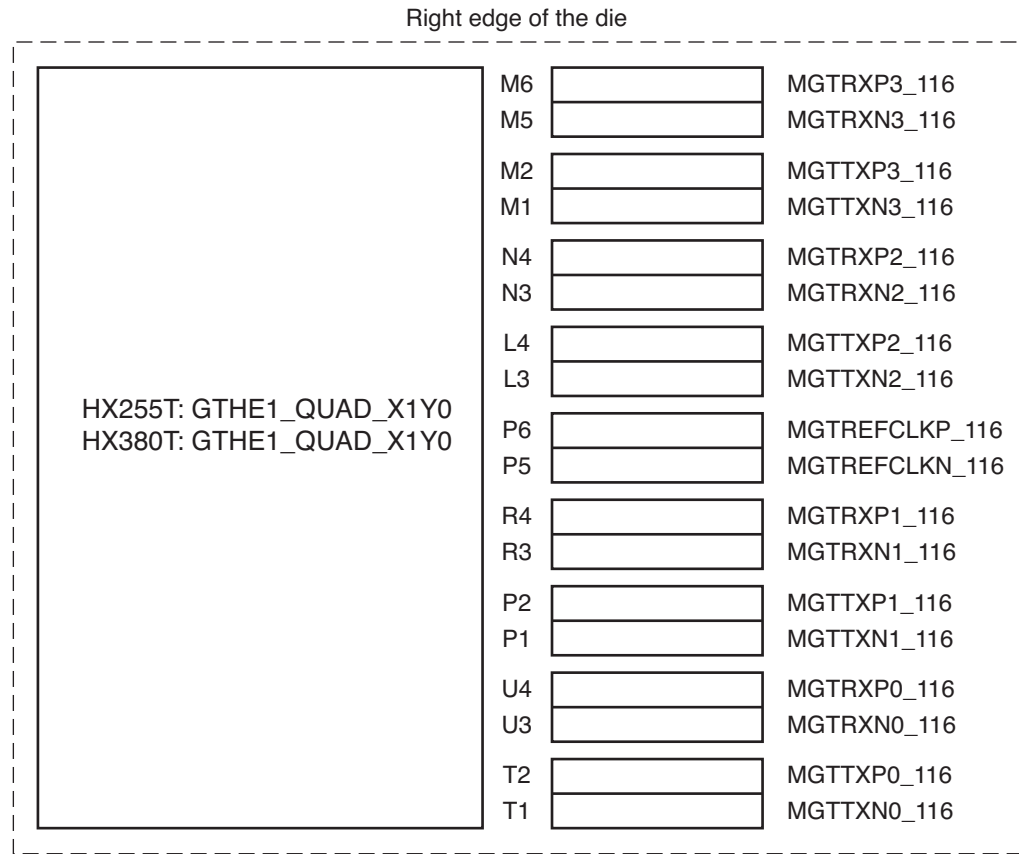 Right edge of the die
HX255T: GTHE1_QUAD_X1Y0
HX380T: GTHE1_QUAD_X1Y0
M6 MGTRXP3_116
M5 MGTRXN3_116
M2 MGTTXP3_116
M1 MGTTXN3_116
N4 MGTRXP2_116
N3 MGTRXN2_116
L4 MGTTXP2_116
L3 MGTTXN2_116
P6 MGTREFCLKP_116
P5 MGTREFCLKN_116
R4 MGTRXP1_116
R3 MGTRXN1_116
P2 MGTTXP1_116
P1 MGTTXN1_116
U4 MGTRXP0_116
U3 MGTRXN0_116
T2 MGTTXP0_116
T1 MGTTXN0_116